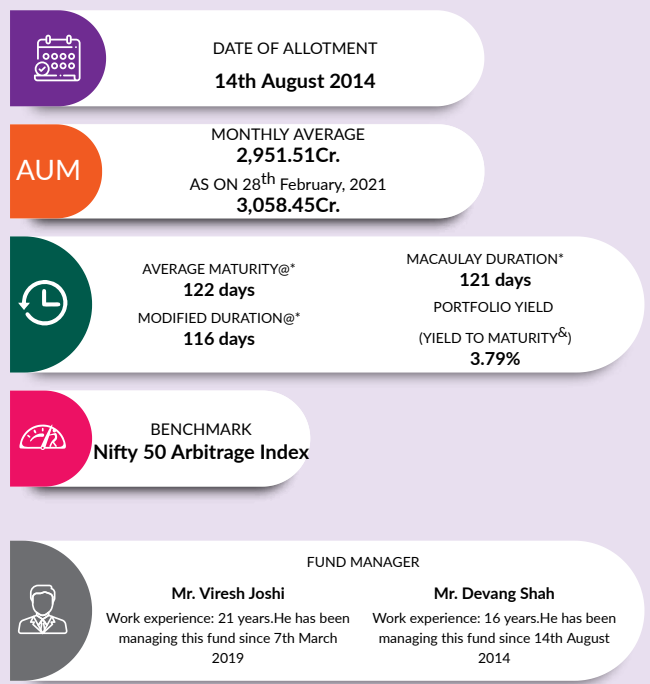 DATE OF ALLOTMENT
14th August 2014
AUM
MONTHLY AVERAGE
2,951.51Cr.
AS ON 28th February, 2021
3,058.45Cr.
AVERAGE MATURITY@*
122 days
MODIFIED DURATION@*
116 days
MACAULAY DURATION*
121 days
PORTFOLIO YIELD
(YIELD TO MATURITY&)
3.79%
BENCHMARK
Nifty 50 Arbitrage Index
FUND MANAGER
Mr. Viresh Joshi
Work experience: 21 years.He has been
managing this fund since 7th March
2019
Mr. Devang Shah
Work experience: 16 years.He has been
managing this fund since 14th August
2014